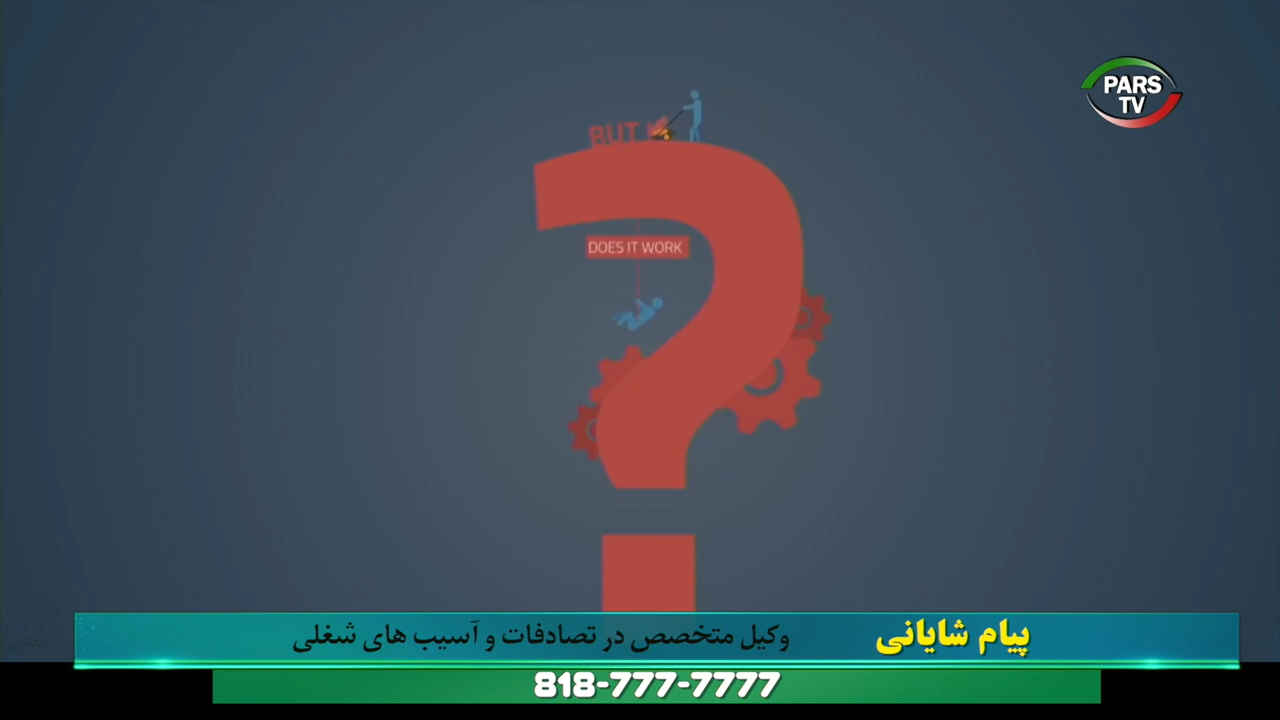 PARS
TV
BUT
DOES IT WORK
پیام شایانی
وکیل متخصص در تصادفات و آسیب های شغلی
818-777-7777